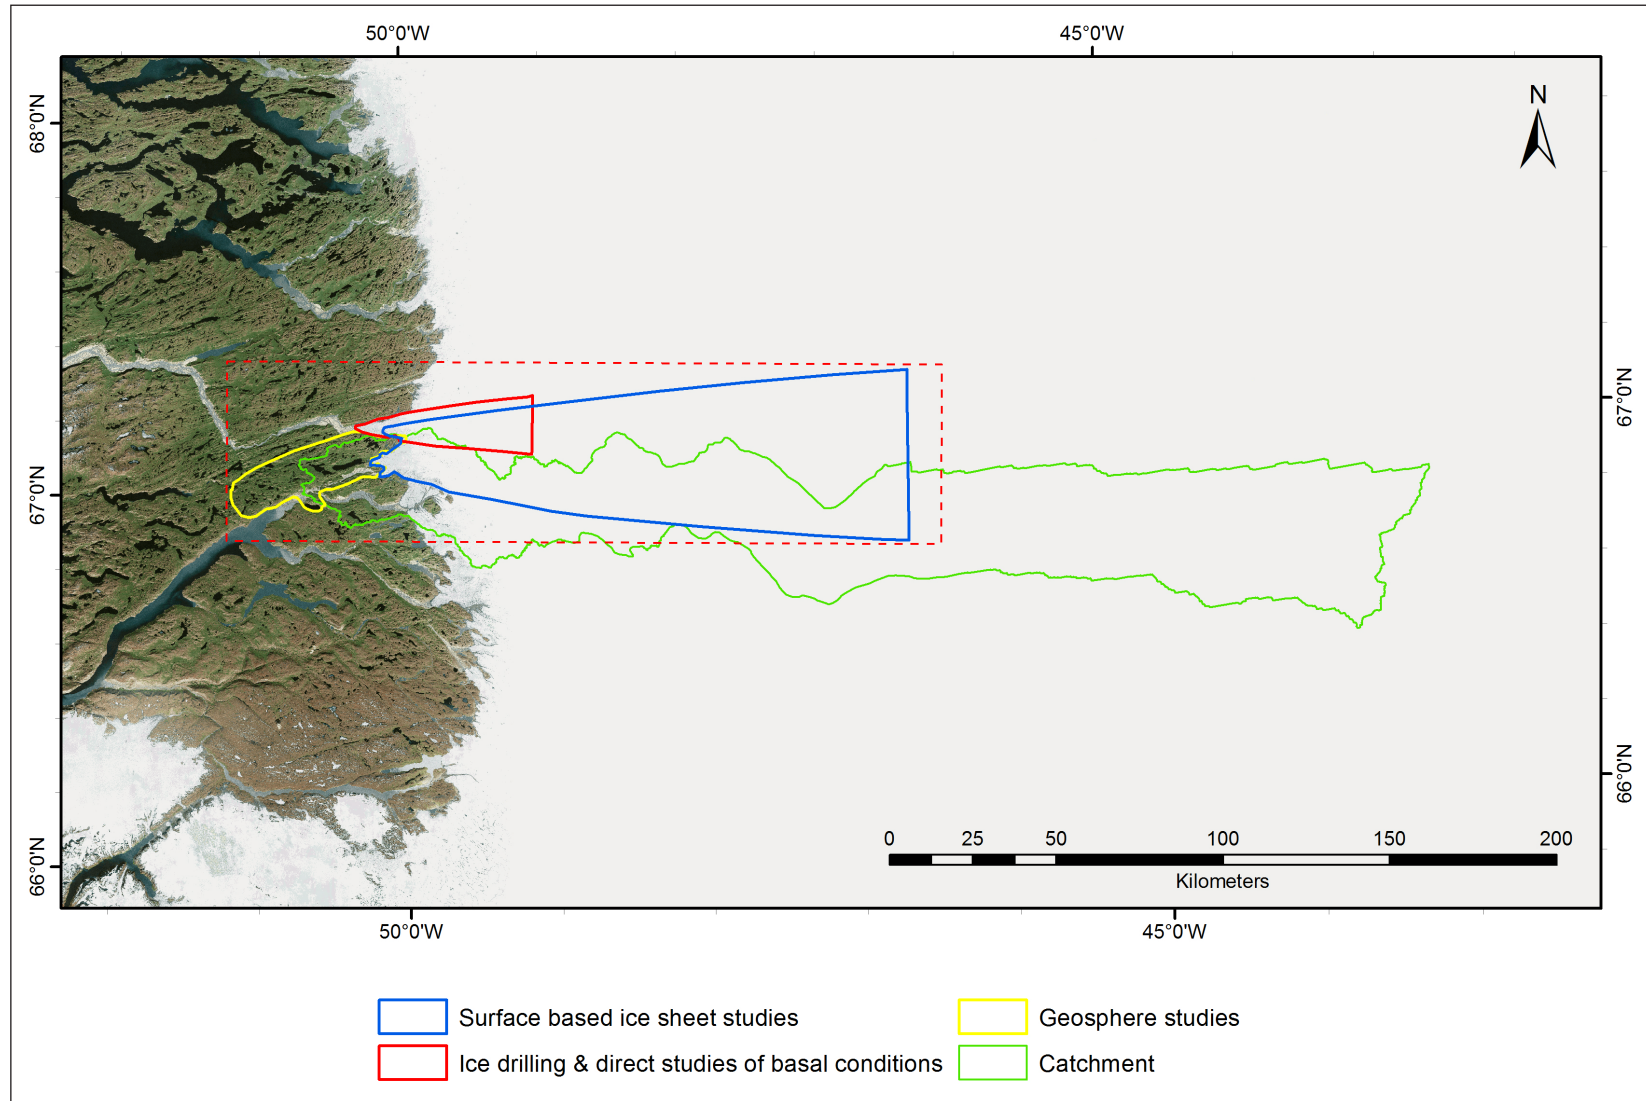 50°0'W 45°0'W
N
68°0'N
67°0'N
67°0'N
66°0'N
66°0'N
0 25 50 100 150 200
Kilometers
50°0'W 45°0'W
Surface based ice sheet studies
Geosphere studies
Ice drilling & direct studies of basal conditions
Catchment